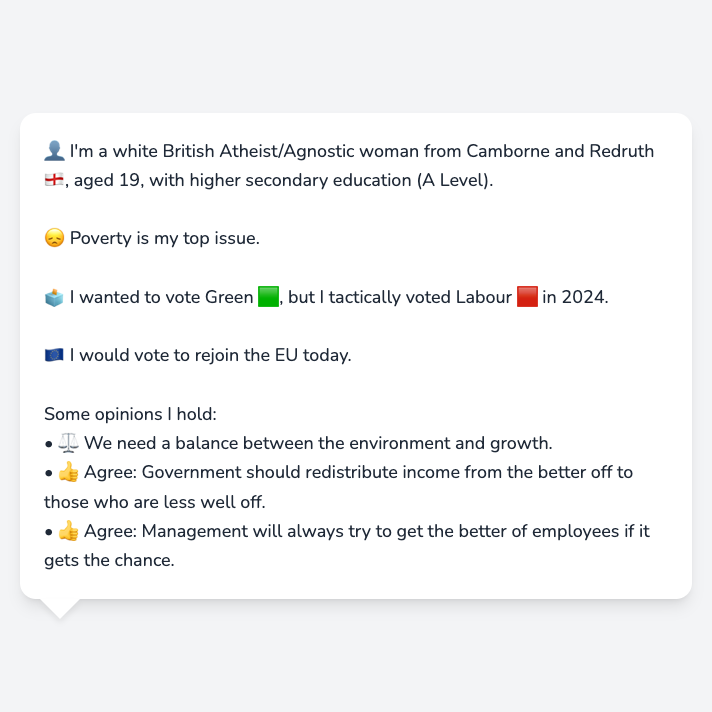 👤 I'm a white British Atheist/Agnostic woman from Camborne and Redruth
🏴󠁧󠁢󠁥󠁮󠁧󠁿, aged 19, with higher secondary education (A Level).
😞 Poverty is my top issue.
🗳️ I wanted to vote Green 🟩, but I tactically voted Labour 🟥 in 2024.
🇪🇺 I would vote to rejoin the EU today.
Some opinions I hold:
• ⚖️ We need a balance between the environment and growth.
• 👍 Agree: Government should redistribute income from the better off to
those who are less well off.
• 👍 Agree: Management will always try to get the better of employees if it
gets the chance.